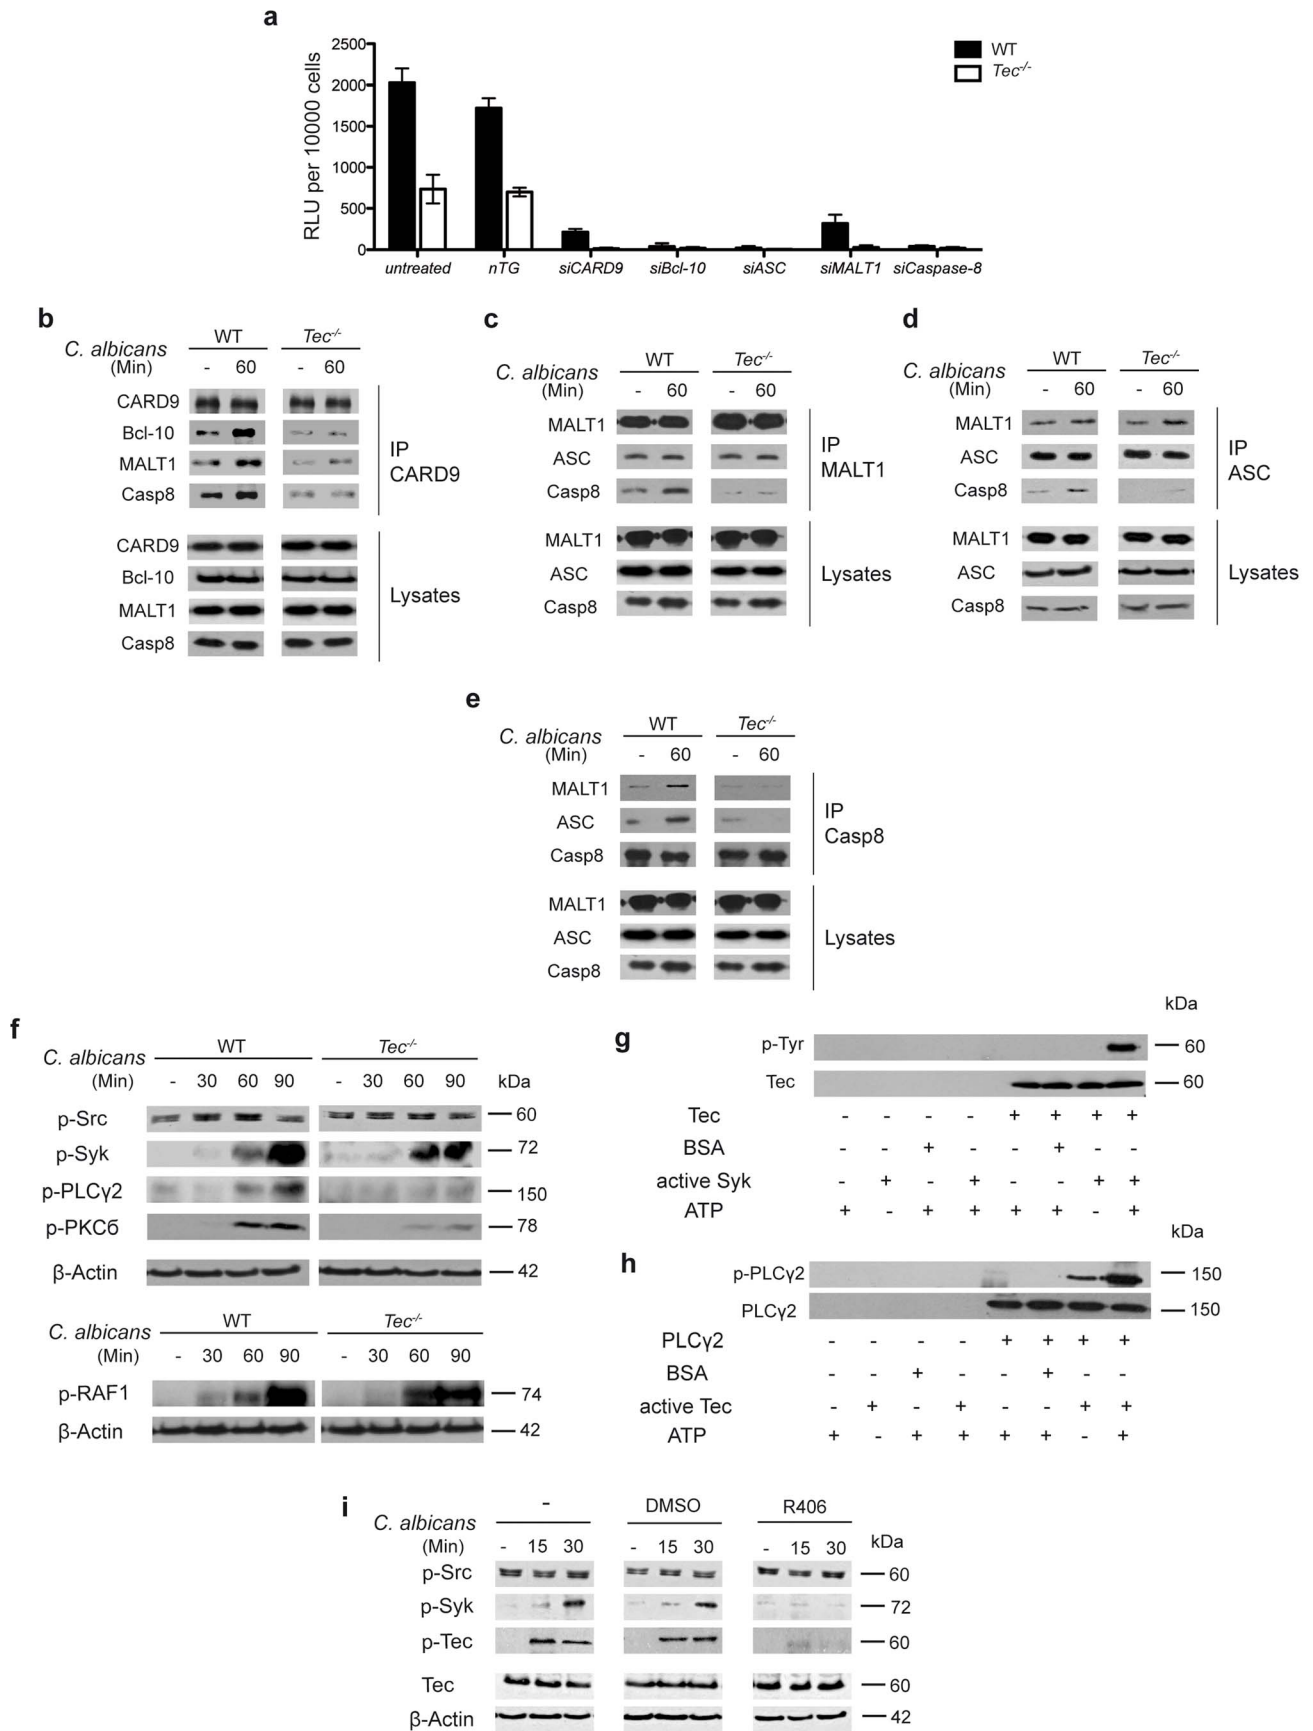 a
2500
2000
1500
1000
500
0
RLU per 10000 cells
WT
Tec-/-
untreated nTG siCARD9 siBcl-10 siASC siMALT1 siCaspase-8
b
WT Tec-/-
C. albicans
(Min) - 60 - 60
CARD9
Bcl-10
MALT1
Casp8
IP
CARD9
CARD9
Bcl-10
MALT1
Casp8
Lysates
c
WT Tec-/-
C. albicans
(Min) - 60 - 60
MALT1
ASC
Casp8
IP
MALT1
MALT1
ASC
Casp8
Lysates
d
WT Tec-/-
C. albicans
(Min) - 60 - 60
MALT1
ASC
Casp8
IP
ASC
MALT1
ASC
Casp8
Lysates
e
WT Tec-/-
C. albicans
(Min) - 60 - 60
MALT1
ASC
Casp8
IP
Casp8
MALT1
ASC
Casp8
Lysates
f
WT Tec-/-
C. albicans
(Min) - 30 60 90 - 30 60 90 kDa
p-Src 60
p-Syk 72
p-PLCγ2 150
p-PKCδ 78
β-Actin 42
WT Tec-/-
C. albicans
(Min) - 30 60 90 - 30 60 90
p-RAF1 74
β-Actin 42
g
kDa
p-Tyr 60
Tec 60
Tec - - - - + + + +
BSA - - + - - + - -
active Syk - + - + - - + +
ATP + - + + + + - +
h
kDa
p-PLCγ2 150
PLCγ2 150
PLCγ2 - - - - + + + +
BSA - - + - - + - -
active Tec - + - + - - + +
ATP + - + + + + - +
i
- DMSO R406
C. albicans
(Min) - 15 30 - 15 30 - 15 30 kDa
p-Src 60
p-Syk 72
p-Tec 60
Tec 60
β-Actin 42